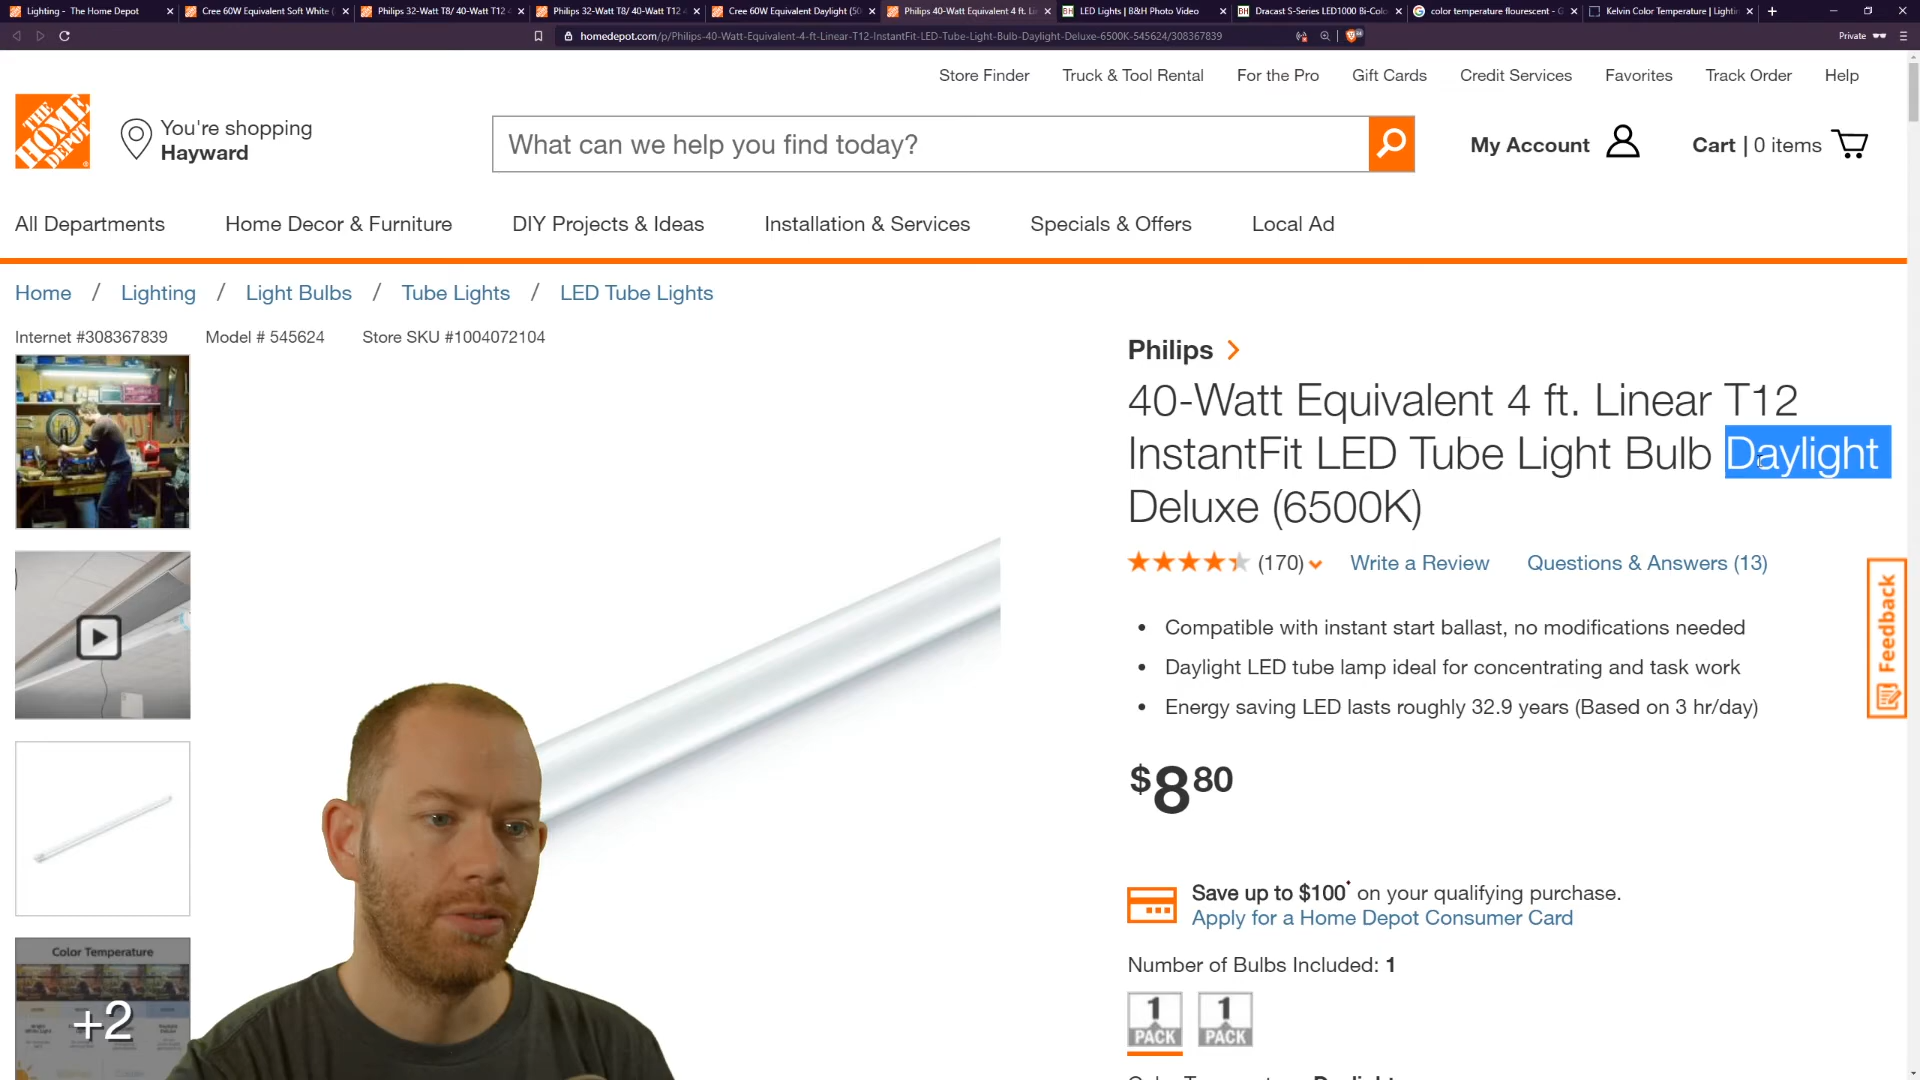 Lighting - The Home Depot
Cree 60W Equivalent Soft White (
Philips 32-Watt T8/ 40-Watt T12
Philips 32-Watt T8/ 40-Watt T12
Cree 60W Equivalent Daylight (50
Philips 40-Watt Equivalent 4 ft. Li
LED Lights | B&H Photo Video
Dracast S-Series LED1000 Bi-Colo
color temperature flourescent - G
Kelvin Color Temperature | Lighti
homedepot.com/p/Philips-40-Watt-Equivalent-4-ft-Linear-T12-InstantFit-LED-Tube-Light-Bulb-Daylight-Deluxe-6500K-545624/308367839
Private
Store Finder
Truck & Tool Rental
For the Pro
Gift Cards
Credit Services
Favorites
Track Order
Help
THE HOME DEPOT
You're shopping
Hayward
What can we help you find today?
My Account
Cart | 0 items
All Departments
Home Decor & Furniture
DIY Projects & Ideas
Installation & Services
Specials & Offers
Local Ad
Home / Lighting / Light Bulbs / Tube Lights / LED Tube Lights
Internet #308367839
Model # 545624
Store SKU #1004072104
Philips
40-Watt Equivalent 4 ft. Linear T12
InstantFit LED Tube Light Bulb Daylight
Deluxe (6500K)
(170)
Write a Review
Questions & Answers (13)
• Compatible with instant start ballast, no modifications needed
• Daylight LED tube lamp ideal for concentrating and task work
• Energy saving LED lasts roughly 32.9 years (Based on 3 hr/day)
Feedback
$8 80
Save up to $100* on your qualifying purchase.
Apply for a Home Depot Consumer Card
Number of Bulbs Included: 1
1 PACK
1 PACK
Color Temperature
+2